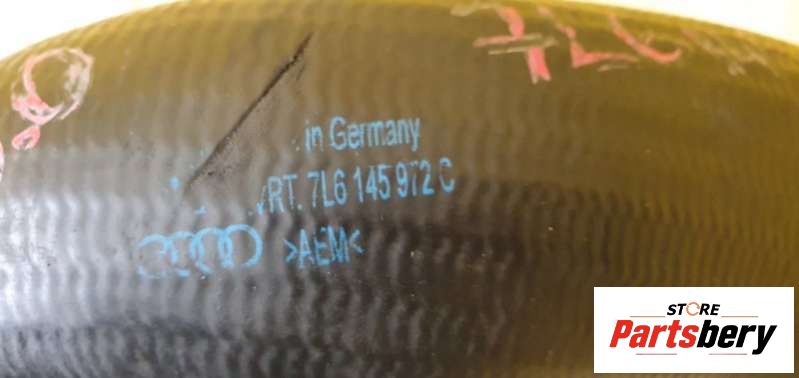 in Germany
RT. 7L6 145 972 C
>AEM<
STORE
Partsbery